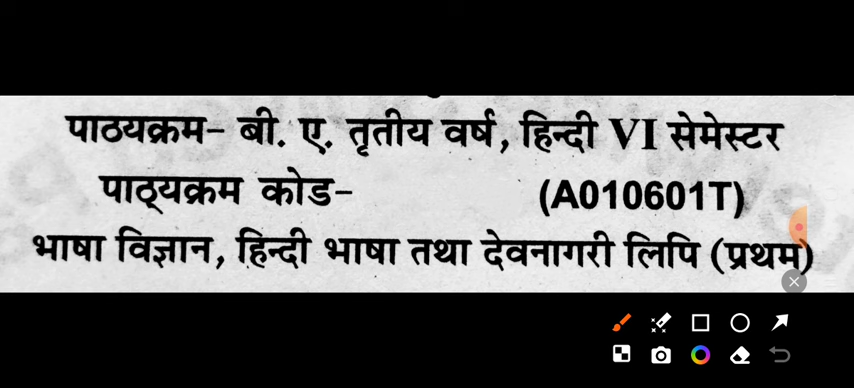 पाठयक्रम- बी. ए. तृतीय वर्ष, हिन्दी VI सेमेस्टर
पाठ्यक्रम कोड- (A010601T)
भाषा विज्ञान, हिन्दी भाषा तथा देवनागरी लिपि (प्रथम)